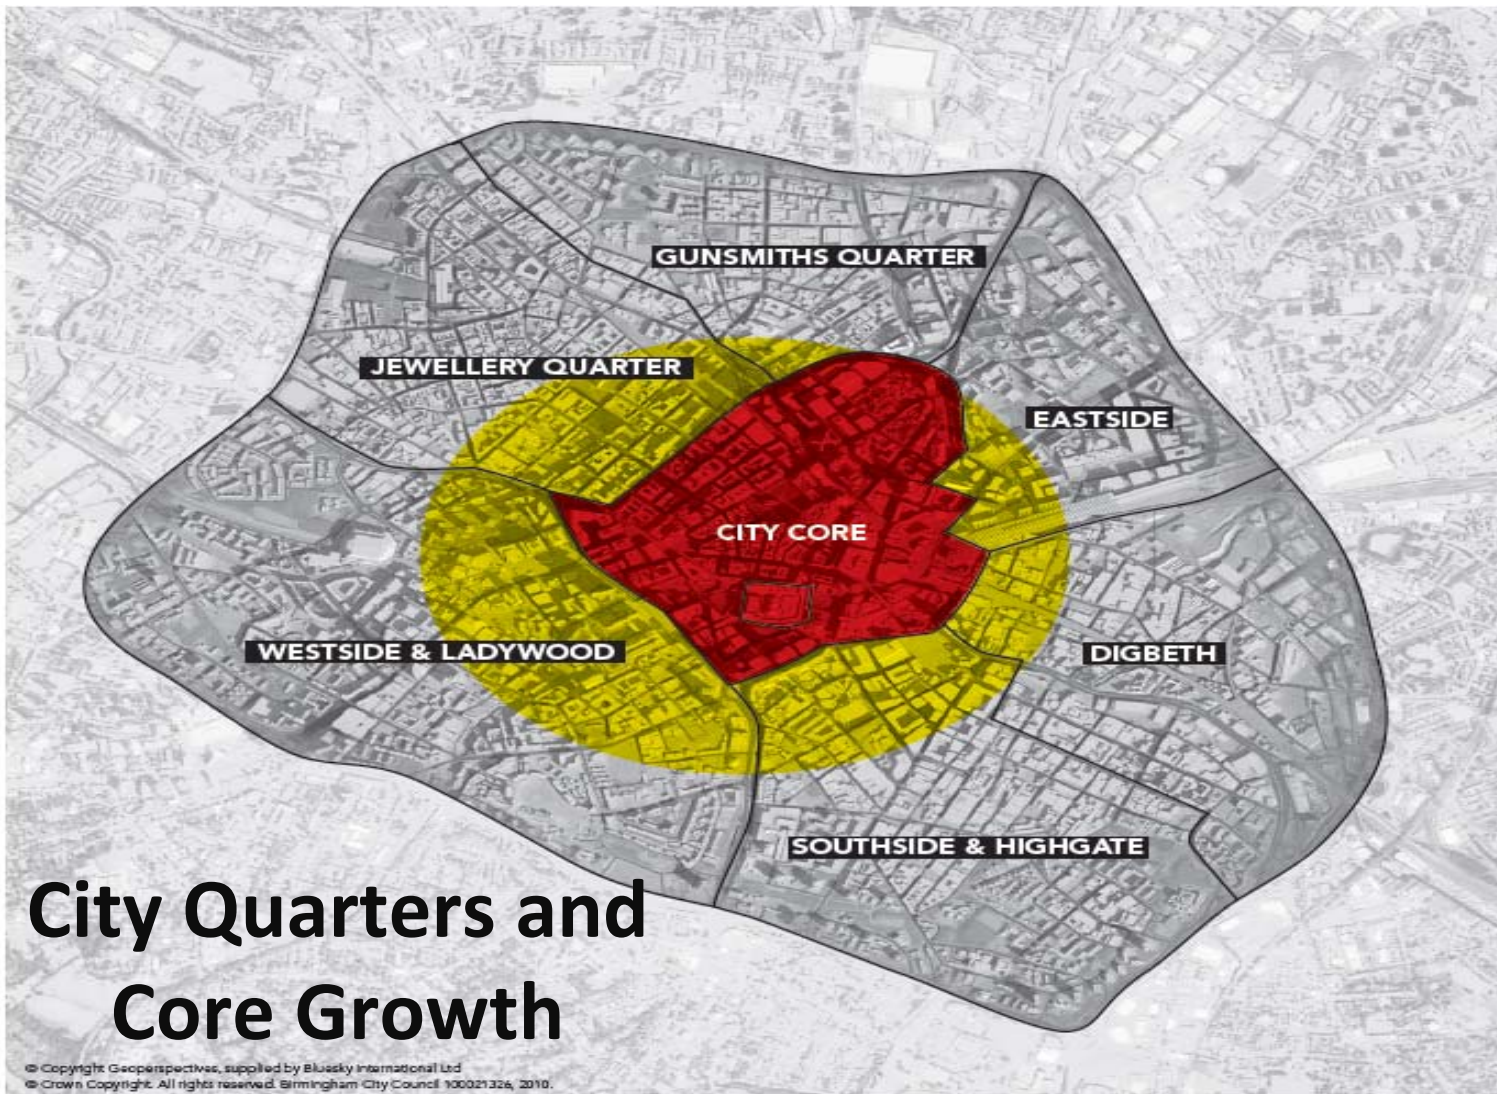 GUNSMITHS QUARTER
JEWELLERY QUARTER
EASTSIDE
CITY CORE
WESTSIDE & LADYWOOD
DIGBETH
SOUTHSIDE & HIGHGATE
City Quarters and
Core Growth
© Copyright Geoperspectives, supplied by Bluesky International Ltd
© Crown Copyright. All rights reserved. Birmingham City Council 100021326, 2010.